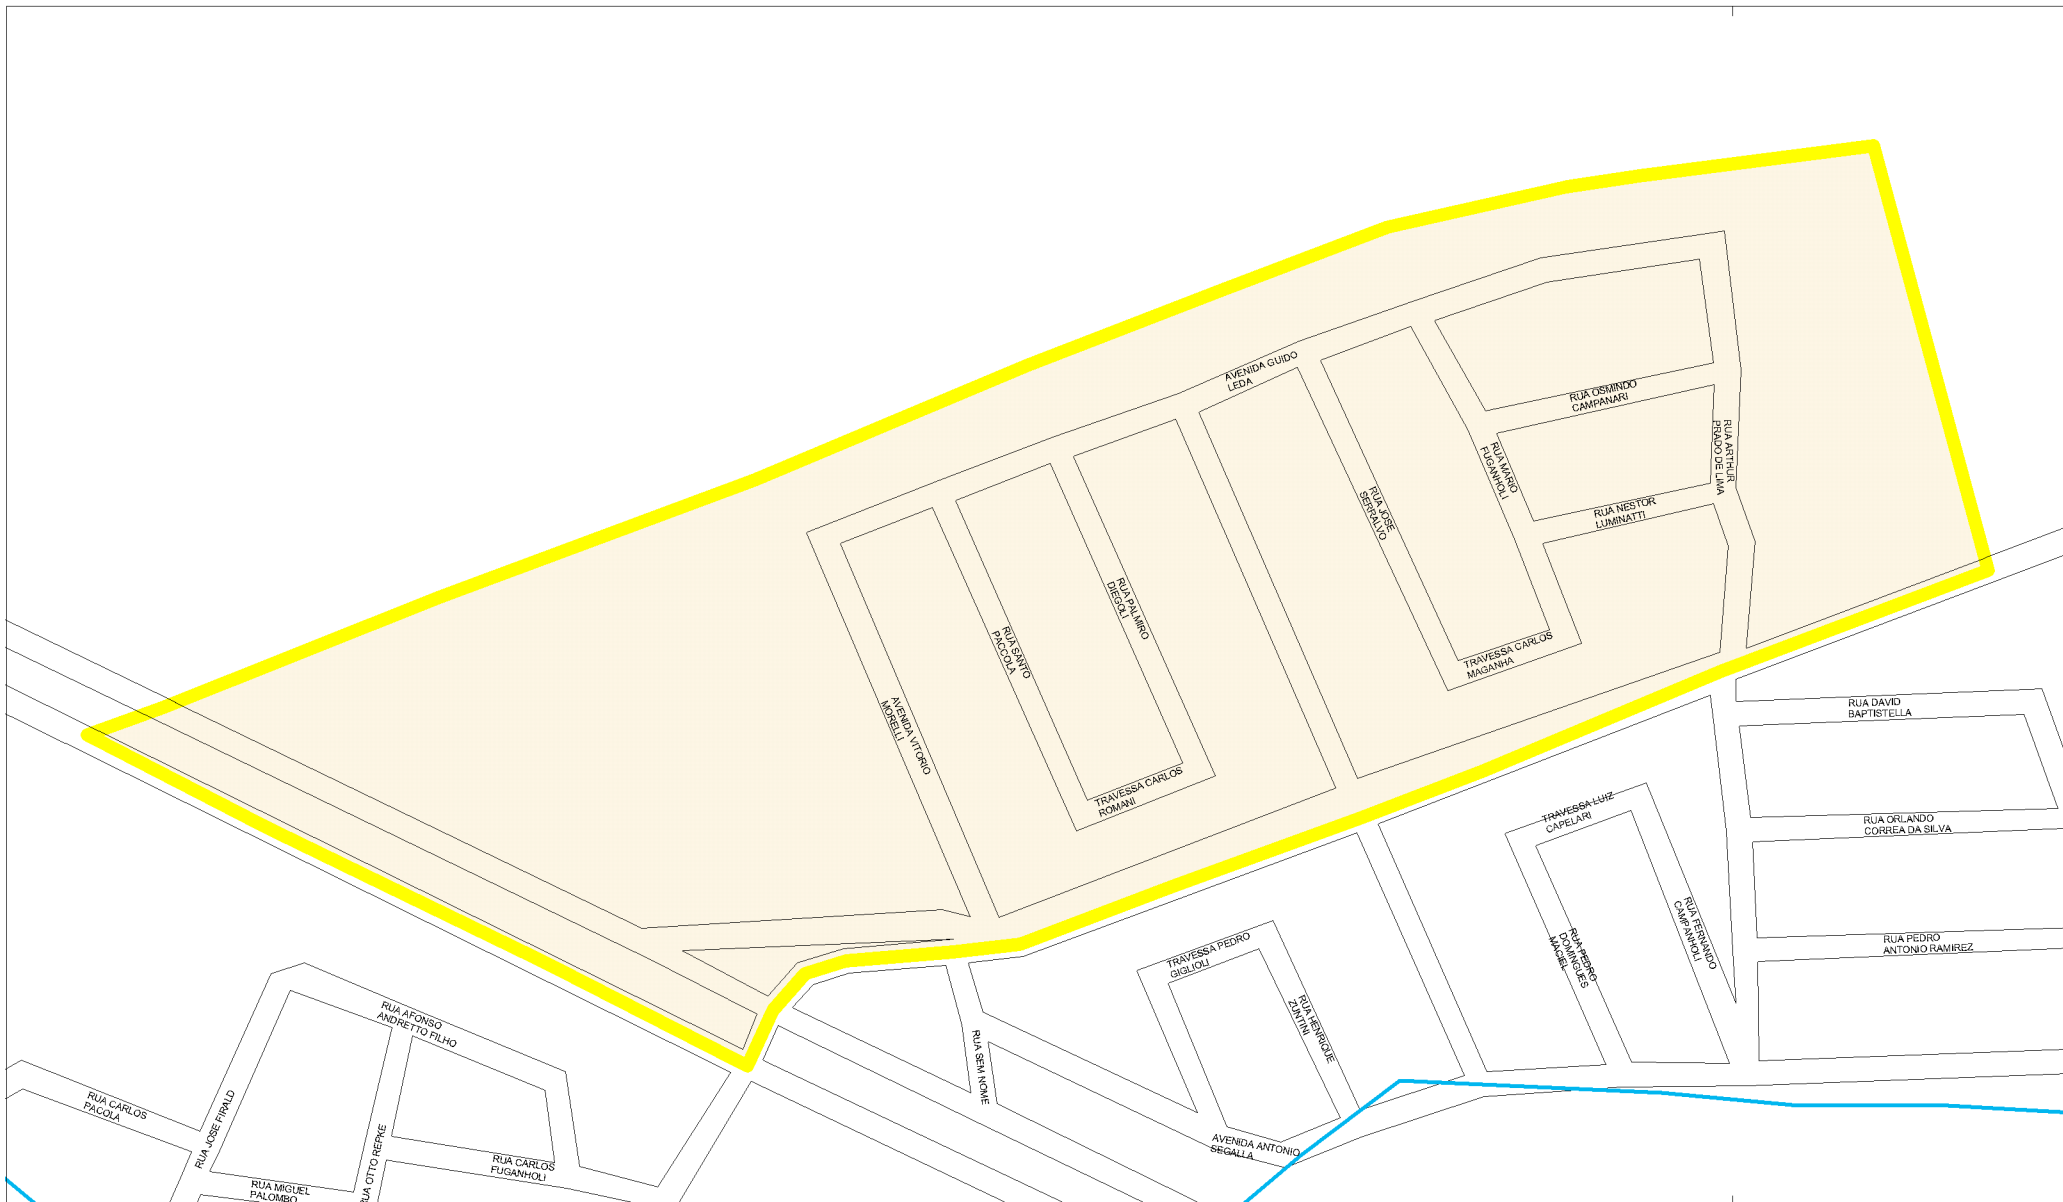 AVENIDA GUIDO
LEDA
RUA OSMINDO
CAMPANARI
RUA ARTHUR
PRADO DE LIMA
RUA MARIO
FUGANHOLI
RUA JOSE
SERRALVO
RUA NESTOR
LUMINATTI
RUA PALMIRO
DIEGOLI
RUA SANTO
PACCOLA
TRAVESSA CARLOS
MAGANHA
AVENIDA VITORIO
MORELLI
TRAVESSA CARLOS
ROMANI
RUA DAVID
BAPTISTELLA
TRAVESSA LUIZ
CAPELARI
RUA ORLANDO
CORREA DA SILVA
RUA FERNANDO
CAMPANHOLI
RUA PEDRO
DOMINGUES
MACIEL
RUA PEDRO
ANTONIO RAMIREZ
TRAVESSA PEDRO
GIGLIOLI
RUA HENRIQUE
ZUNTINI
RUA SEM NOME
RUA AFONSO
ANDRETTO FILHO
RUA CARLOS
PACOLA
RUA JOSE FIRALD
RUA OTTO REPKE
AVENIDA ANTONIO
SEGALLA
RUA CARLOS
FUGANHOLI
RUA MIGUEL
PALOMBO